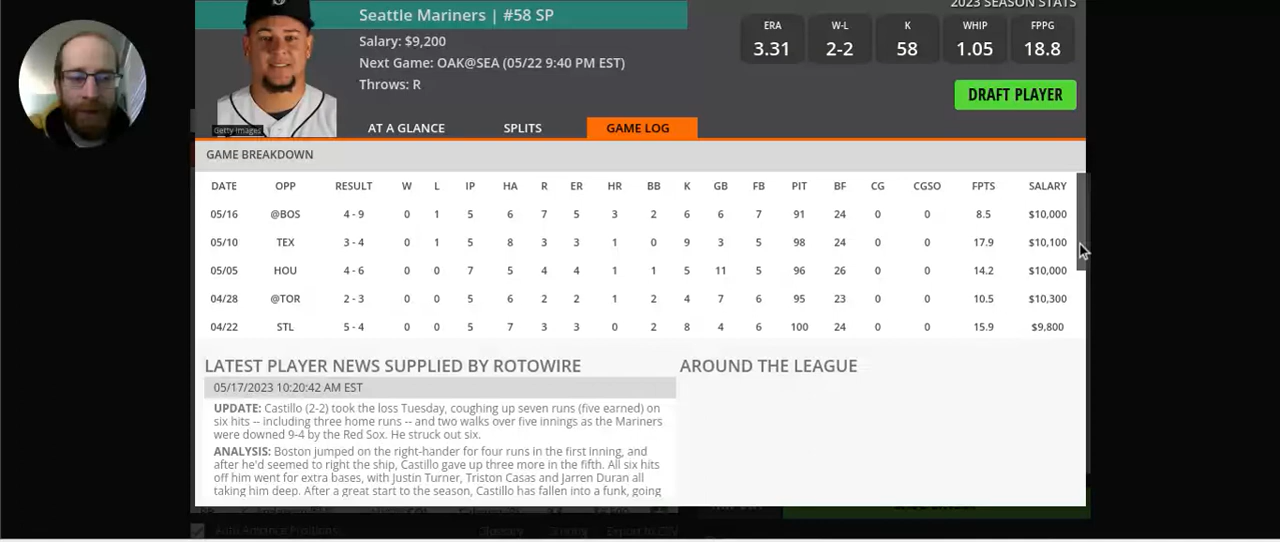 Seattle Mariners | #58 SP
Salary: $9,200
Next Game: OAK@SEA (05/22 9:40 PM EST)
Throws: R
2023 SEASON STATS
ERA W-L K WHIP FPPG
3.31 2-2 58 1.05 18.8
DRAFT PLAYER
Getty Images
AT A GLANCE SPLITS GAME LOG
GAME BREAKDOWN
DATE OPP RESULT W L IP HA R ER HR BB K GB FB PIT BF CG CGSO FPTS SALARY
05/16 @BOS 4 - 9 0 1 5 6 7 5 3 2 6 6 7 91 24 0 0 8.5 $10,000
05/10 TEX 3 - 4 0 1 5 8 3 3 1 0 9 3 5 98 24 0 0 17.9 $10,100
05/05 HOU 4 - 6 0 0 7 5 4 4 1 1 5 11 5 96 26 0 0 14.2 $10,000
04/28 @TOR 2 - 3 0 0 5 6 2 2 1 2 4 7 6 95 23 0 0 10.5 $10,300
04/22 STL 5 - 4 0 0 5 7 3 3 0 2 8 4 6 100 24 0 0 15.9 $9,800
LATEST PLAYER NEWS SUPPLIED BY ROTOWIRE
AROUND THE LEAGUE
05/17/2023 10:20:42 AM EST
UPDATE: Castillo (2-2) took the loss Tuesday, coughing up seven runs (five earned) on
six hits -- including three home runs -- and two walks over five innings as the Mariners
were downed 9-4 by the Red Sox. He struck out six.
ANALYSIS: Boston jumped on the right-hander for four runs in the first inning, and
after he'd seemed to right the ship, Castillo gave up three more in the fifth. All six hits
off him went for extra bases, with Justin Turner, Triston Casas and Jarren Duran all
taking him deep. After a great start to the season, Castillo has fallen into a funk, going
Auto Advance Positions Glossary Scoring Export to CSV